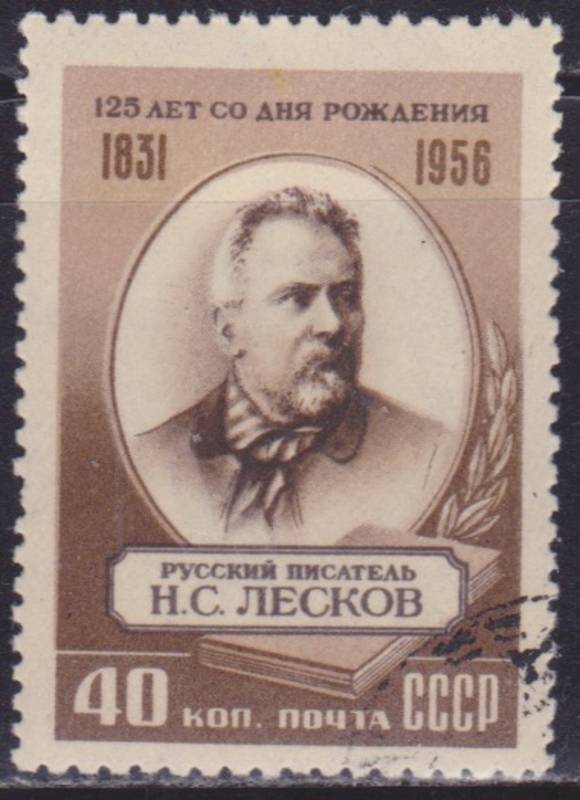 125 ЛЕТ СО ДНЯ РОЖДЕНИЯ
1831 1956
РУССКИЙ ПИСАТЕЛЬ
Н.С. ЛЕСКОВ
40 КОП. ПОЧТА СССР